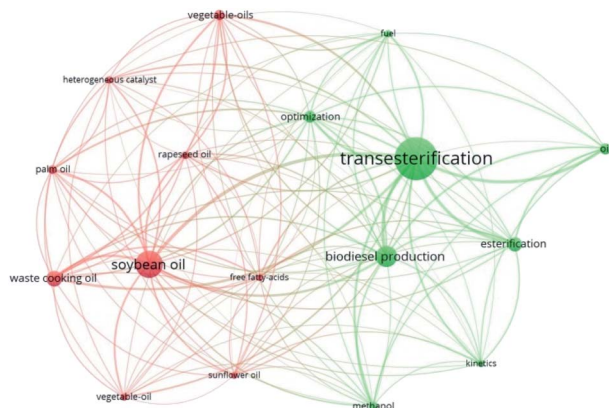 vegetable-oils
fuel
heterogeneous catalyst
optimization
transesterification
oil
rapeseed oil
palm oil
esterification
biodiesel production
soybean oil
waste cooking oil
free fatty-acids
kinetics
sunflower oil
vegetable-oil
methanol